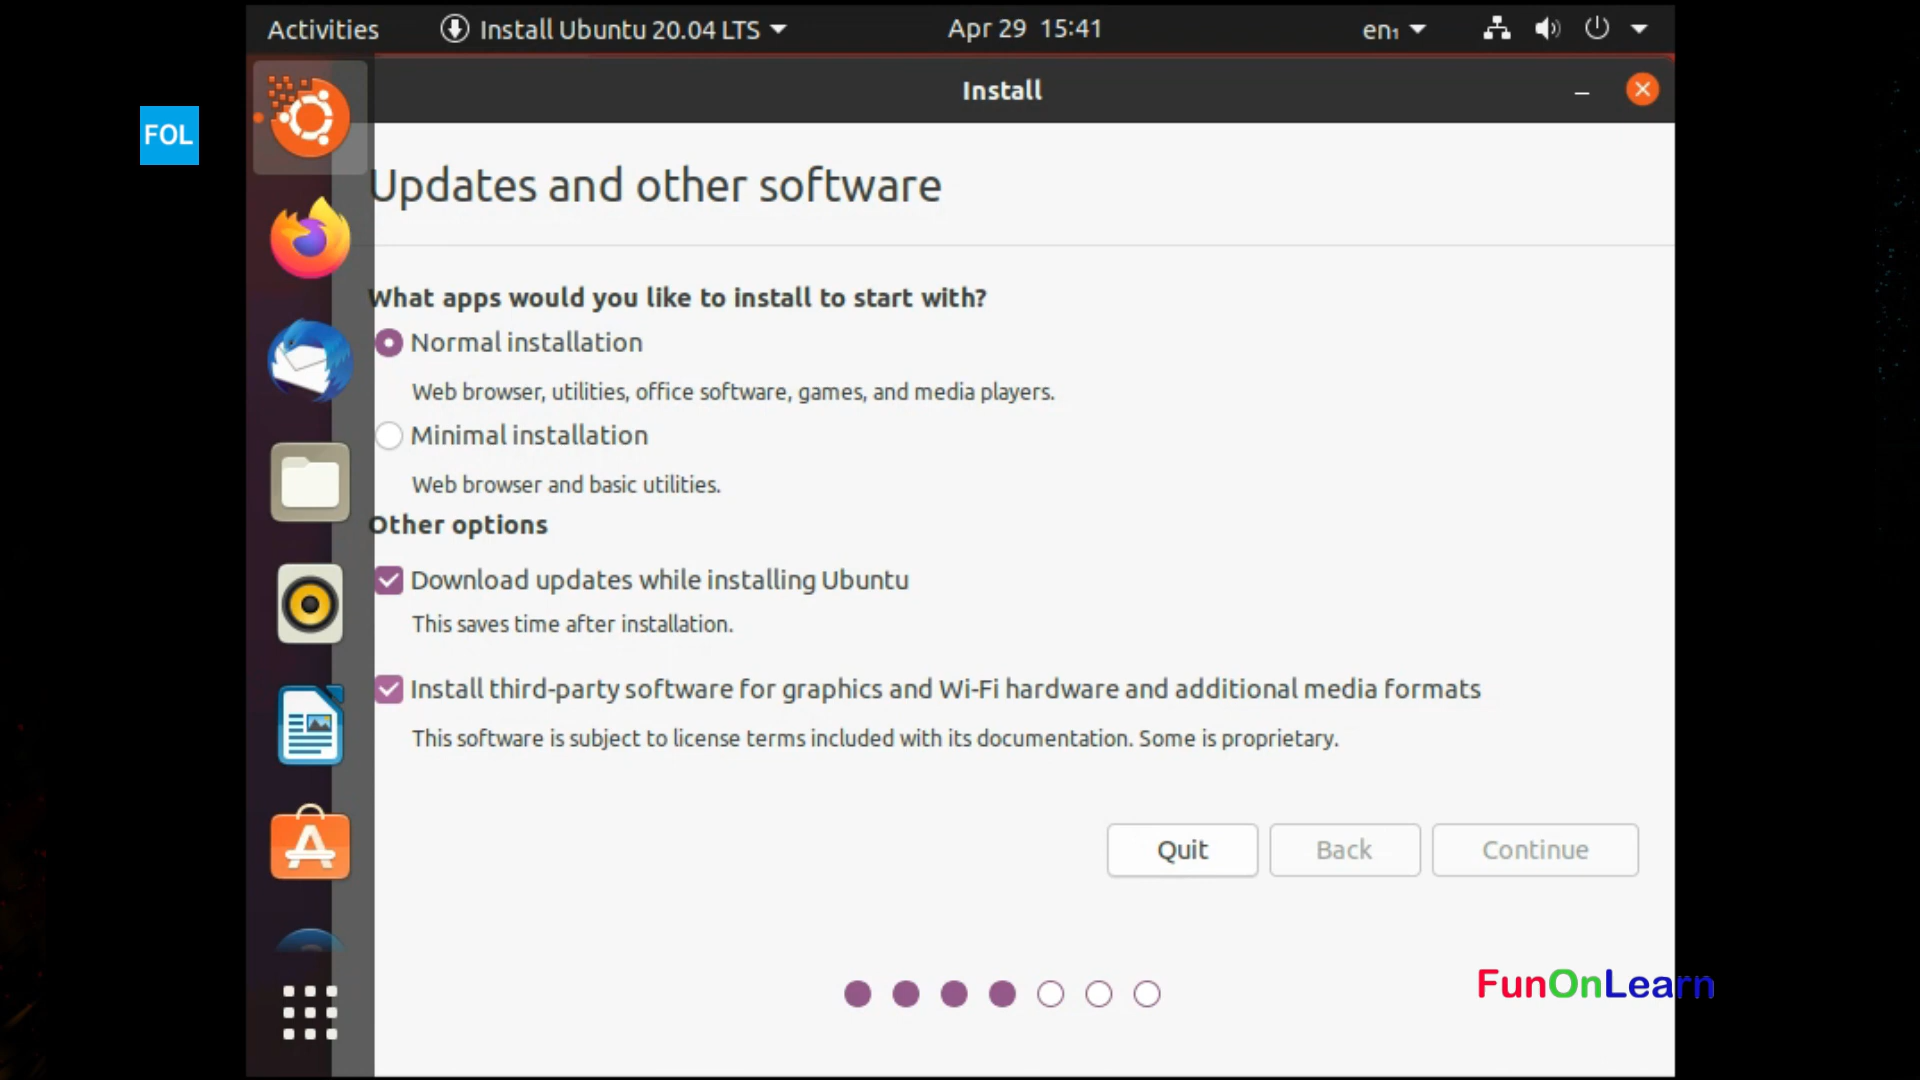 Activities
Install Ubuntu 20.04 LTS
Apr 29 15:41
en₁
Install
FOL
Updates and other software
What apps would you like to install to start with?
Normal installation
Web browser, utilities, office software, games, and media players.
Minimal installation
Web browser and basic utilities.
Other options
Download updates while installing Ubuntu
This saves time after installation.
Install third-party software for graphics and Wi-Fi hardware and additional media formats
This software is subject to license terms included with its documentation. Some is proprietary.
Quit
Back
Continue
FunOnLearn